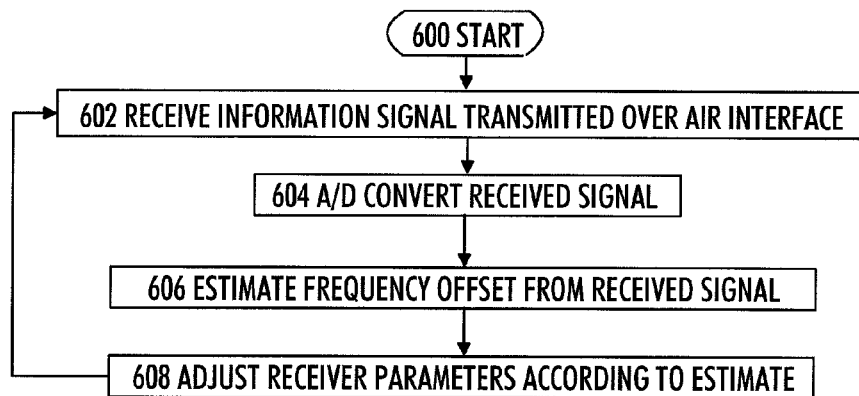 600 START
602 RECEIVE INFORMATION SIGNAL TRANSMITTED OVER AIR INTERFACE
604 A/D CONVERT RECEIVED SIGNAL
606 ESTIMATE FREQUENCY OFFSET FROM RECEIVED SIGNAL
608 ADJUST RECEIVER PARAMETERS ACCORDING TO ESTIMATE